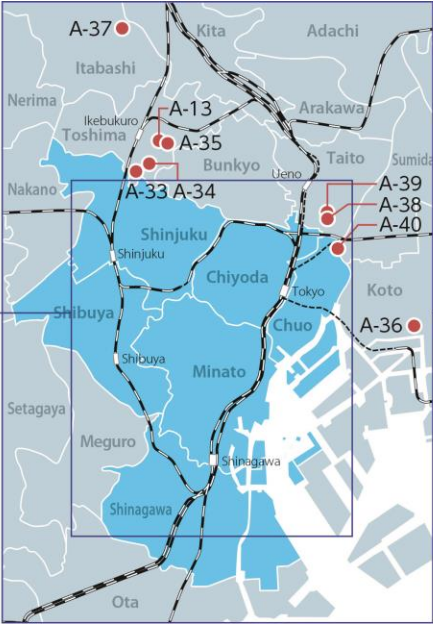 A-37
Kita
Adachi
Itabashi
Nerima
Ikebukuro
A-13
Arakawa
Toshima
A-35
Bunkyo
Taito
Sumida
Ueno
Nakano
A-33 A-34
A-39
A-38
A-40
Shinjuku
Shinjuku
Chiyoda
Tokyo
Koto
Shibuya
Chuo
A-36
Shibuya
Minato
Setagaya
Meguro
Shinagawa
Shinagawa
Ota